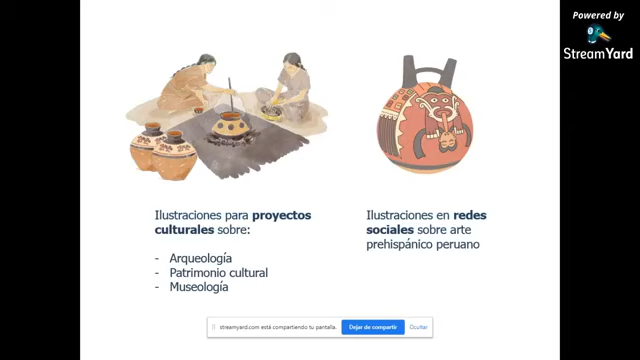 Powered by
StreamYard
Ilustraciones para proyectos
culturales sobre:
- Arqueología
- Patrimonio cultural
- Museología
Ilustraciones en redes
sociales sobre arte
prehispánico peruano
streamyard.com está compartiendo tu pantalla.
Dejar de compartir
Ocultar